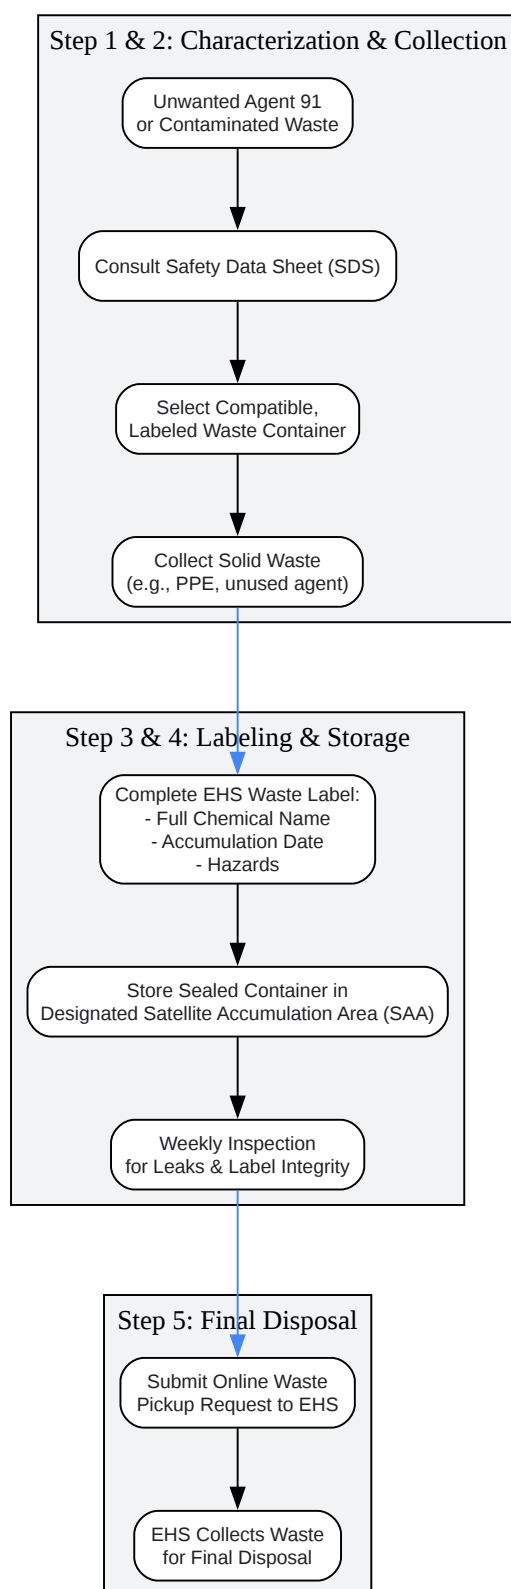 Step 1 & 2: Characterization & Collection
Unwanted Agent 91
or Contaminated Waste
Consult Safety Data Sheet (SDS)
Select Compatible,
Labeled Waste Container
Collect Solid Waste
(e.g., PPE, unused agent)
Step 3 & 4: Labeling & Storage
Complete EHS Waste Label:
- Full Chemical Name
- Accumulation Date
- Hazards
Store Sealed Container in
Designated Satellite Accumulation Area (SAA)
Weekly Inspection
for Leaks & Label Integrity
Step 5: Final Disposal
Submit Online Waste
Pickup Request to EHS
EHS Collects Waste
for Final Disposal